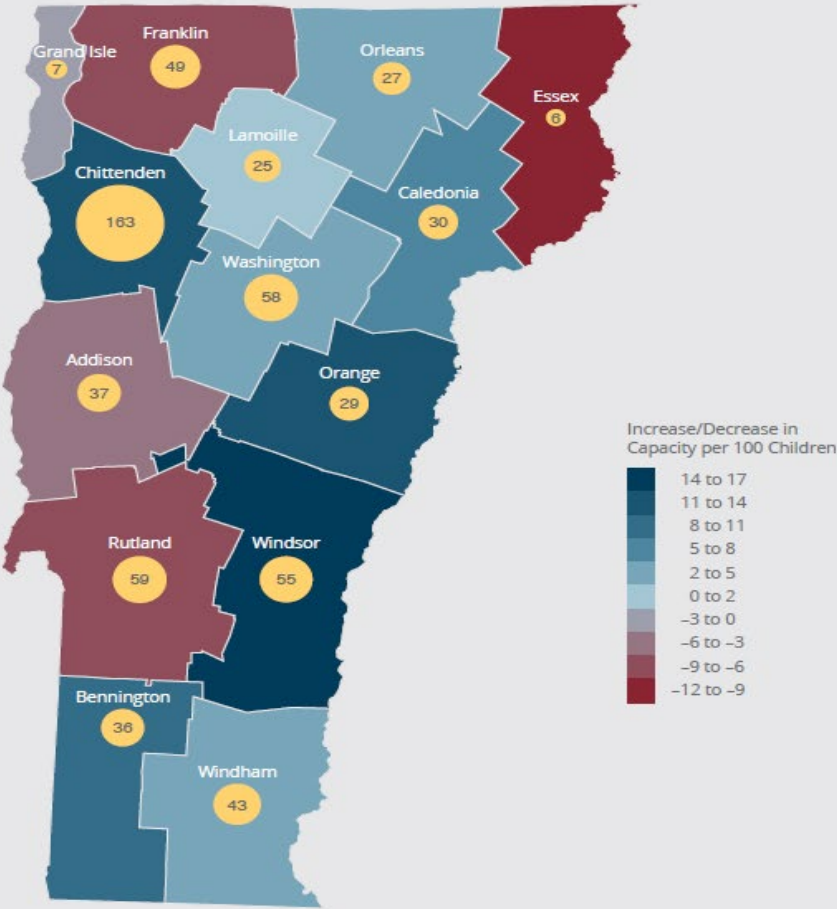 Franklin
49
Grand Isle
7
Orleans
27
Essex
6
Lamoille
25
Chittenden
163
Caledonia
30
Washington
58
Addison
37
Orange
29
Increase/Decrease in
Capacity per 100 Children
14 to 17
11 to 14
8 to 11
5 to 8
2 to 5
0 to 2
–3 to 0
–6 to –3
–9 to –6
–12 to –9
Rutland
59
Windsor
55
Bennington
36
Windham
43